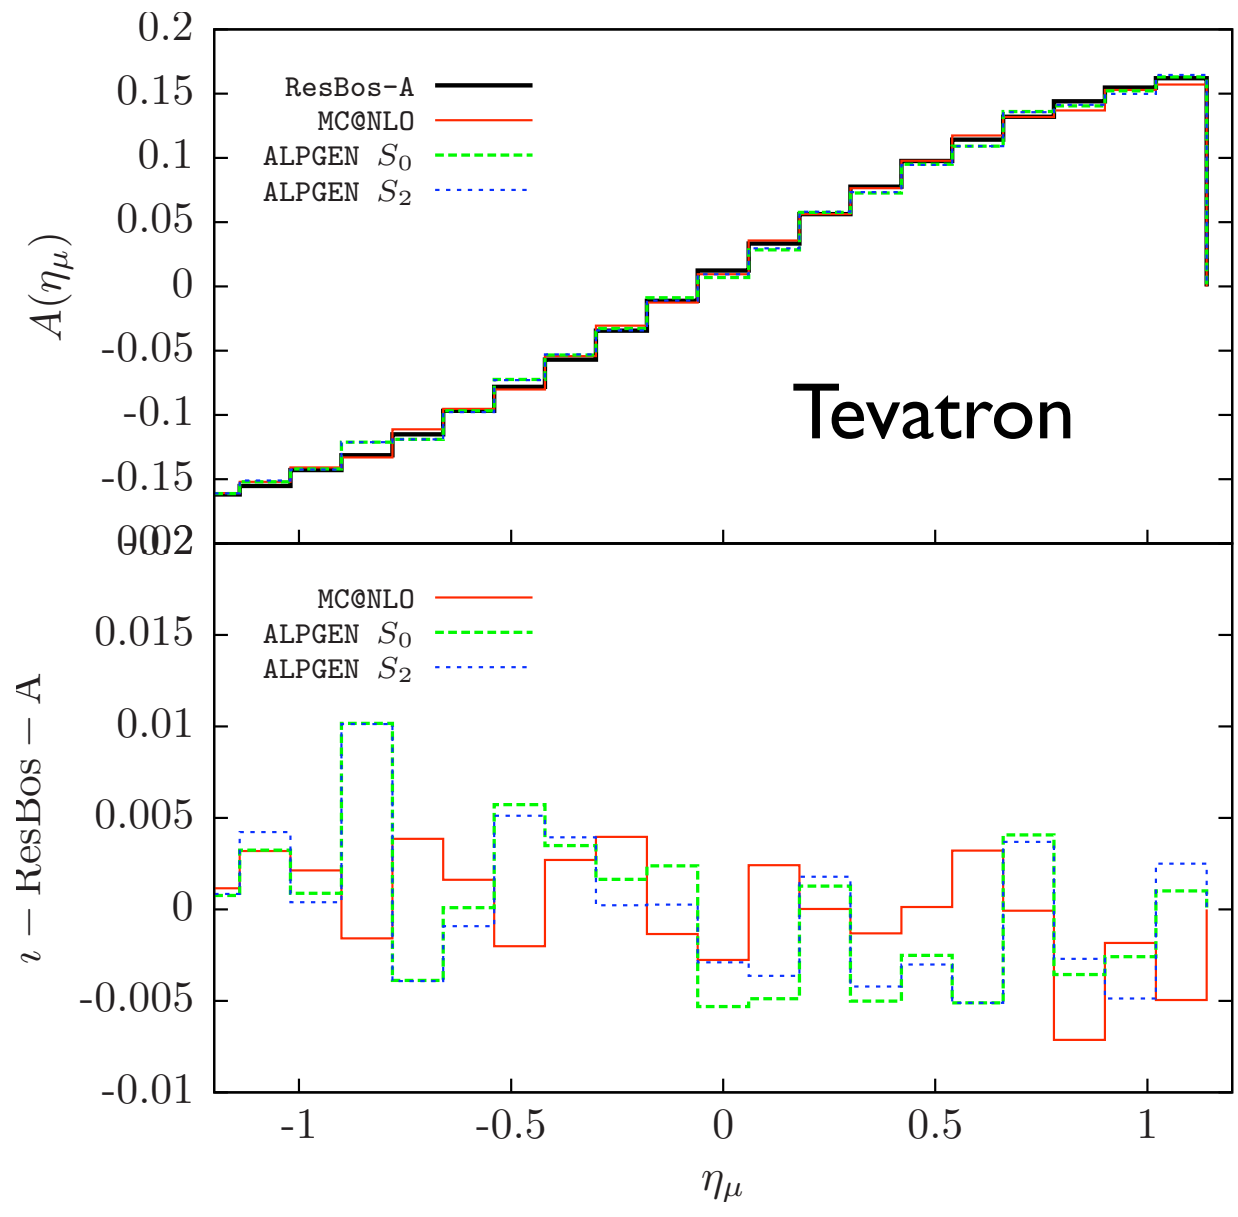 0.2
0.15
0.1
0.05
0
-0.05
-0.1
-0.15
A(ημ)
ResBos-A
MC@NLO
ALPGEN S0
ALPGEN S2
Tevatron
0.015
0.01
0.005
0
-0.005
-0.01
− ResBos − A
MC@NLO
ALPGEN S0
ALPGEN S2
-1
-0.5
0
0.5
1
ημ